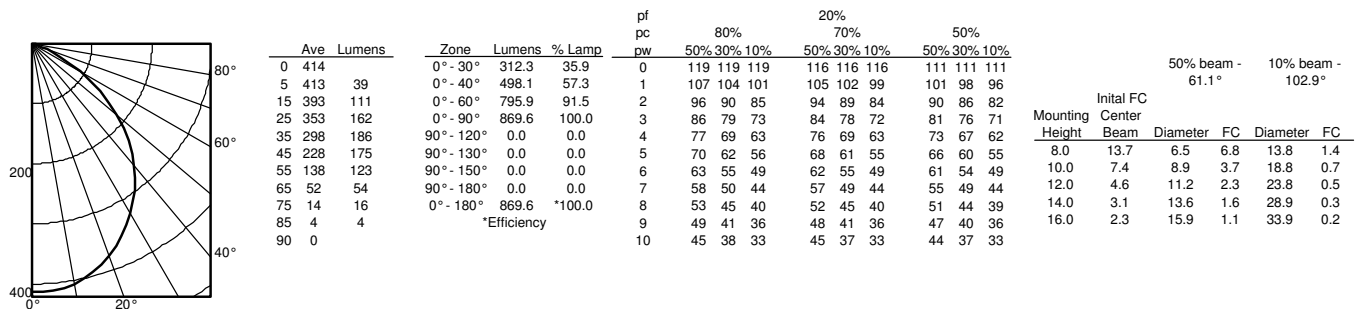 80°
60°
40°
200
400
0° 20°
Ave Lumens
0 414
5 413 39
15 393 111
25 353 162
35 298 186
45 228 175
55 138 123
65 52 54
75 14 16
85 4 4
90 0
Zone Lumens % Lamp
0° - 30° 312.3 35.9
0° - 40° 498.1 57.3
0° - 60° 795.9 91.5
0° - 90° 869.6 100.0
90° - 120° 0.0 0.0
90° - 130° 0.0 0.0
90° - 150° 0.0 0.0
90° - 180° 0.0 0.0
0° - 180° 869.6 *100.0
*Efficiency
pf 20%
pc 80% 70% 50%
pw 50% 30% 10% 50% 30% 10% 50% 30% 10%
0 119 119 119 116 116 116 111 111 111
1 107 104 101 105 102 99 101 98 96
2 96 90 85 94 89 84 90 86 82
3 86 79 73 84 78 72 81 76 71
4 77 69 63 76 69 63 73 67 62
5 70 62 56 68 61 55 66 60 55
6 63 55 49 62 55 49 61 54 49
7 58 50 44 57 49 44 55 49 44
8 53 45 40 52 45 40 51 44 39
9 49 41 36 48 41 36 47 40 36
10 45 38 33 45 37 33 44 37 33
50% beam - 10% beam -
61.1° 102.9°
Inital FC
Mounting Center
Height Beam Diameter FC Diameter FC
8.0 13.7 6.5 6.8 13.8 1.4
10.0 7.4 8.9 3.7 18.8 0.7
12.0 4.6 11.2 2.3 23.8 0.5
14.0 3.1 13.6 1.6 28.9 0.3
16.0 2.3 15.9 1.1 33.9 0.2